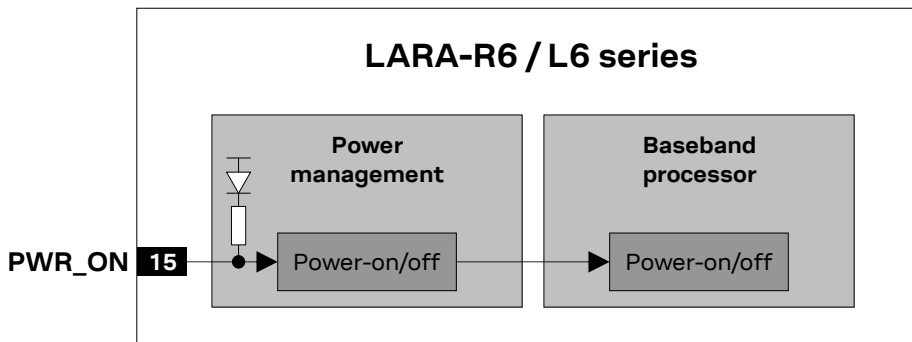 LARA-R6 / L6 series
Power
management
Baseband
processor
PWR_ON 15
Power-on/off
Power-on/off